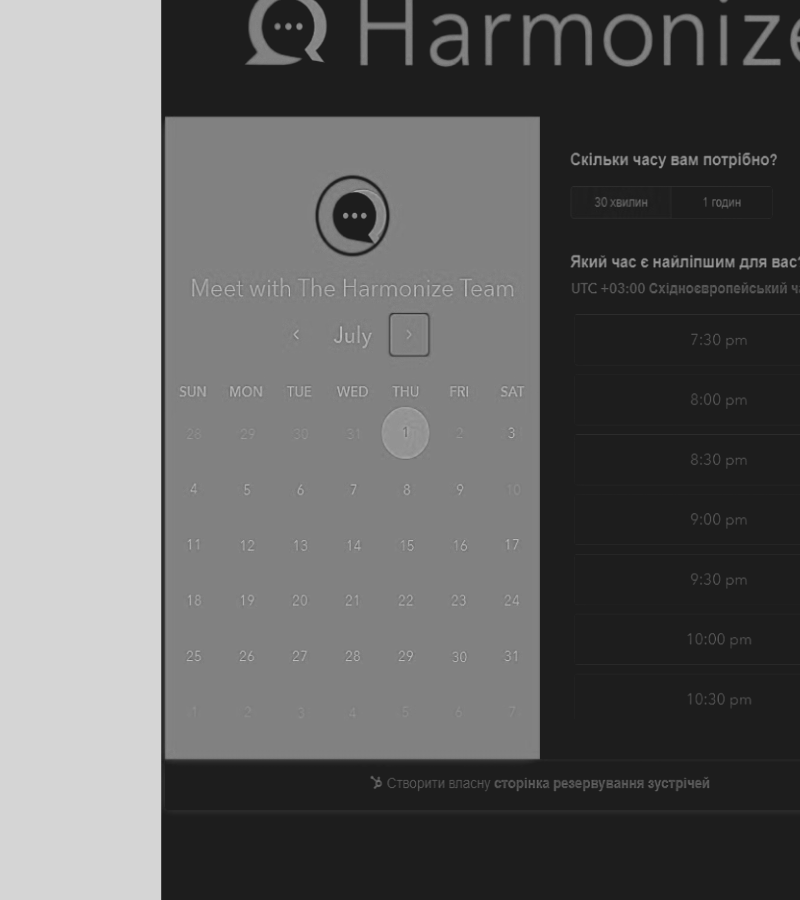 Harmonize
Meet with The Harmonize Team
July
SUN MON TUE WED THU FRI SAT
28 29 30 31 1 2 3
4 5 6 7 8 9 10
11 12 13 14 15 16 17
18 19 20 21 22 23 24
25 26 27 28 29 30 31
1 2 3 4 5 6 7
Скільки часу вам потрібно?
30 хвилин 1 годин
Який час є найліпшим для вас?
UTC +03:00 Східноєвропейський ча
7:30 pm
8:00 pm
8:30 pm
9:00 pm
9:30 pm
10:00 pm
10:30 pm
Створити власну сторінка резервування зустрічей